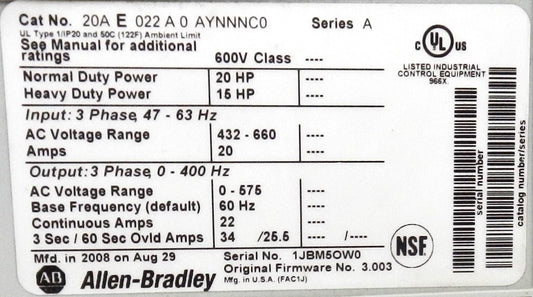 Cat No. 20A E 022 A 0 AYNNNC0 Series A
UL Type 1/IP20 and 50C (122F) Ambient Limit
See Manual for additional
ratings 600V Class ----
Normal Duty Power 20 HP ----
Heavy Duty Power 15 HP ----
Input: 3 Phase, 47 - 63 Hz
AC Voltage Range 432 - 660 ----
Amps 20 ----
Output: 3 Phase, 0 - 400 Hz
AC Voltage Range 0 - 575 ----
Base Frequency (default) 60 Hz ----
Continuous Amps 22 ----
3 Sec / 60 Sec Ovld Amps 34 /25.5 ---- /----
Mfd. in 2008 on Aug 29 Serial No. 1JBM5OW0
Original Firmware No. 3.003
Mfg. in U.S.A. (FAC1J)
AB Allen-Bradley
C UL US
LISTED INDUSTRIAL
CONTROL EQUIPMENT
966X
NSF
serial number
catalog number/series